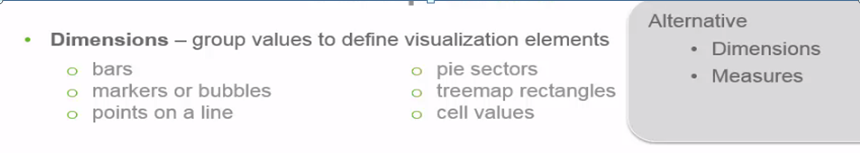 • Dimensions – group values to define visualization elements
o bars
o markers or bubbles
o points on a line
o pie sectors
o treemap rectangles
o cell values
Alternative
• Dimensions
• Measures